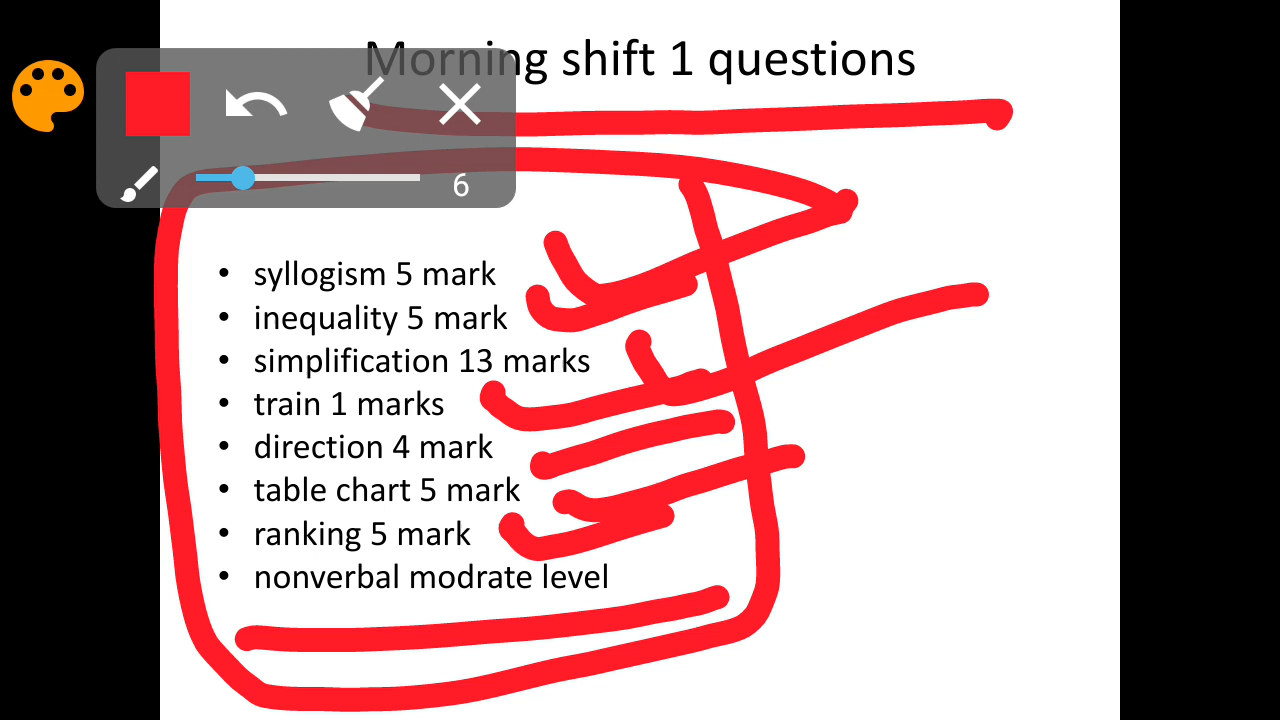 Morning shift 1 questions
6
• syllogism 5 mark
• inequality 5 mark
• simplification 13 marks
• train 1 marks
• direction 4 mark
• table chart 5 mark
• ranking 5 mark
• nonverbal modrate level